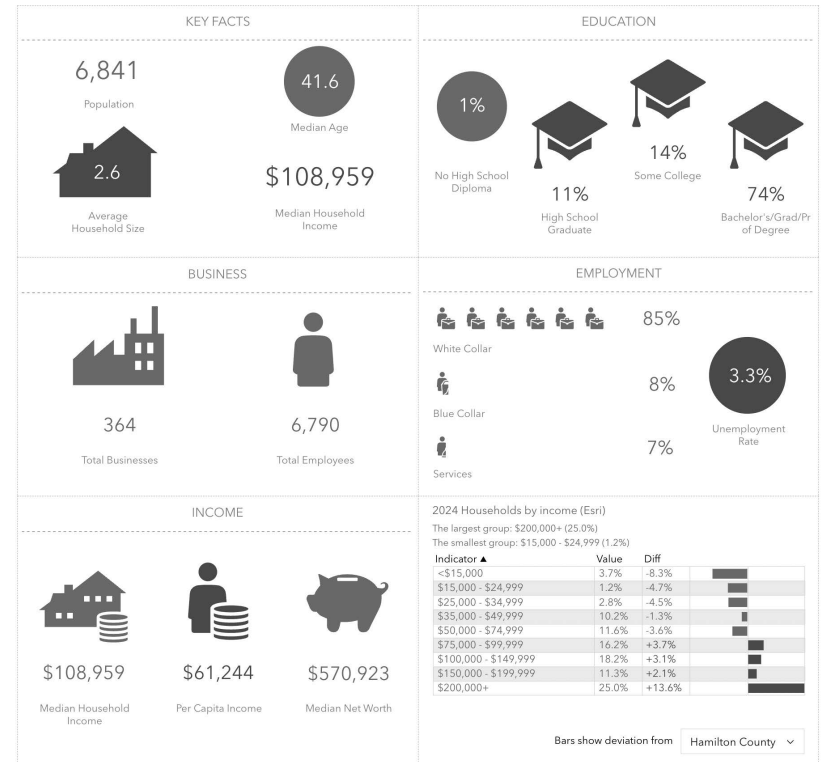 KEY FACTS
6,841
Population
41.6
Median Age
2.6
Average
Household Size
$108,959
Median Household
Income
EDUCATION
1%
No High School
Diploma
11%
High School
Graduate
14%
Some College
74%
Bachelor's/Grad/Pr
of Degree
BUSINESS
364
Total Businesses
6,790
Total Employees
EMPLOYMENT
85%
White Collar
8%
Blue Collar
7%
Services
3.3%
Unemployment
Rate
INCOME
$108,959
Median Household
Income
$61,244
Per Capita Income
$570,923
Median Net Worth
2024 Households by income (Esri)
The largest group: $200,000+ (25.0%)
The smallest group: $15,000 - $24,999 (1.2%)
Indicator ▲ Value Diff
<$15,000 3.7% -8.3%
$15,000 - $24,999 1.2% -4.7%
$25,000 - $34,999 2.8% -4.5%
$35,000 - $49,999 10.2% -1.3%
$50,000 - $74,999 11.6% -3.6%
$75,000 - $99,999 16.2% +3.7%
$100,000 - $149,999 18.2% +3.1%
$150,000 - $199,999 11.3% +2.1%
$200,000+ 25.0% +13.6%
Bars show deviation from Hamilton County